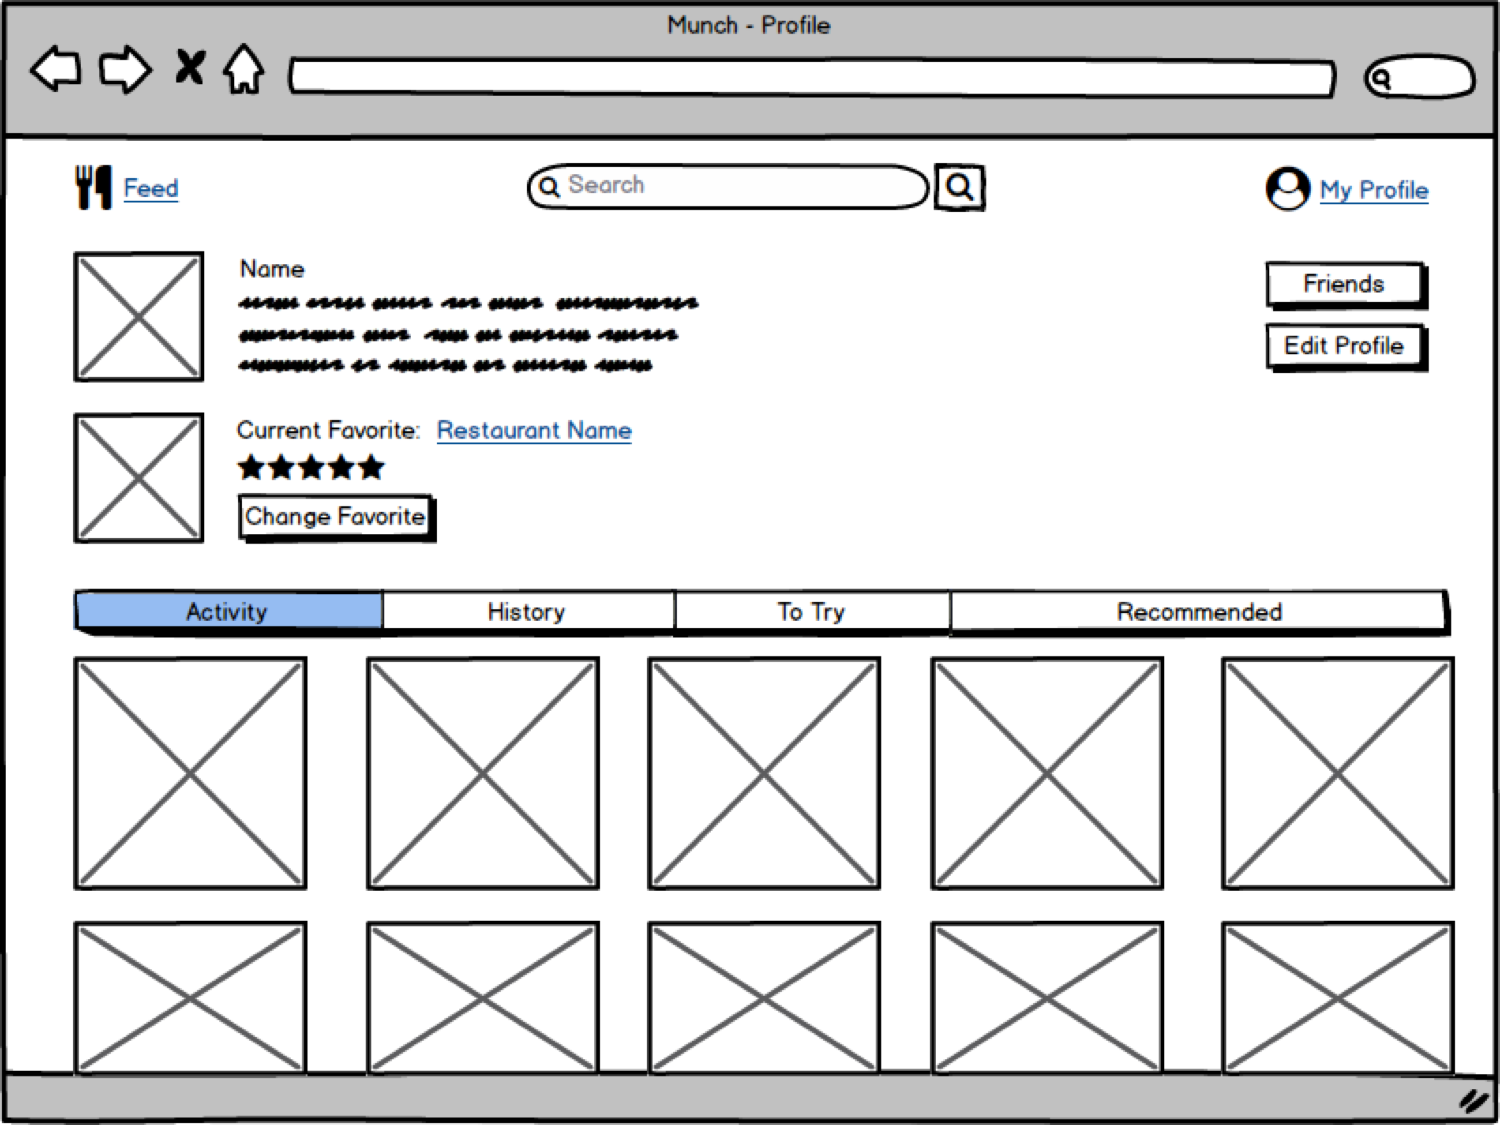 Munch - Profile
Feed
Search
My Profile
Name
Friends
Edit Profile
Current Favorite: Restaurant Name
Change Favorite
Activity History To Try Recommended